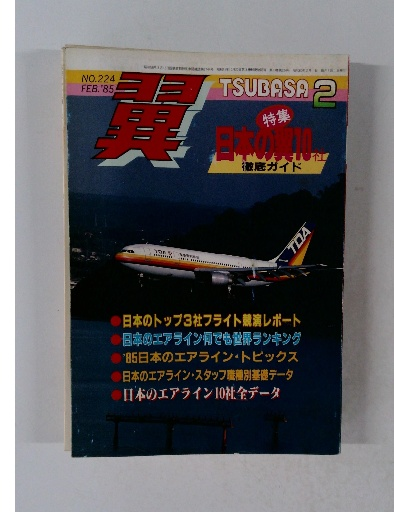 NO.224
FEB.'85
翼
TSUBASA 2
特集
日本の翼10社
徹底ガイド
TDA
TDA
●日本のトップ3社フライト競演レポート
●日本のエアライン何でも世界ランキング
●'85日本のエアライン・トピックス
●日本のエアライン・スタッフ職種別基礎データ
●日本のエアライン10社全データ